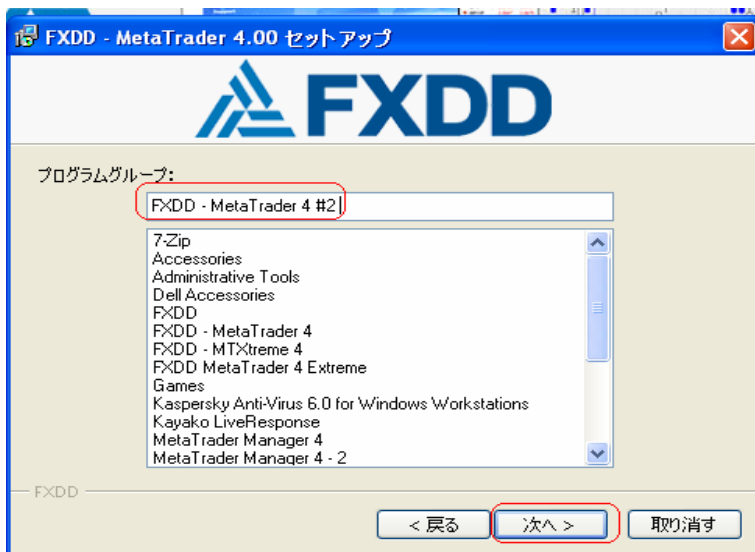 FXDD - MetaTrader 4.00 セットアップ
FXDD
プログラムグループ:
FXDD - MetaTrader 4 #2
7-Zip
Accessories
Administrative Tools
Dell Accessories
FXDD
FXDD - MetaTrader 4
FXDD - MTXtreme 4
FXDD MetaTrader 4 Extreme
Games
Kaspersky Anti-Virus 6.0 for Windows Workstations
Kayako LiveResponse
MetaTrader Manager 4
MetaTrader Manager 4 - 2
FXDD
< 戻る 次へ > 取り消す